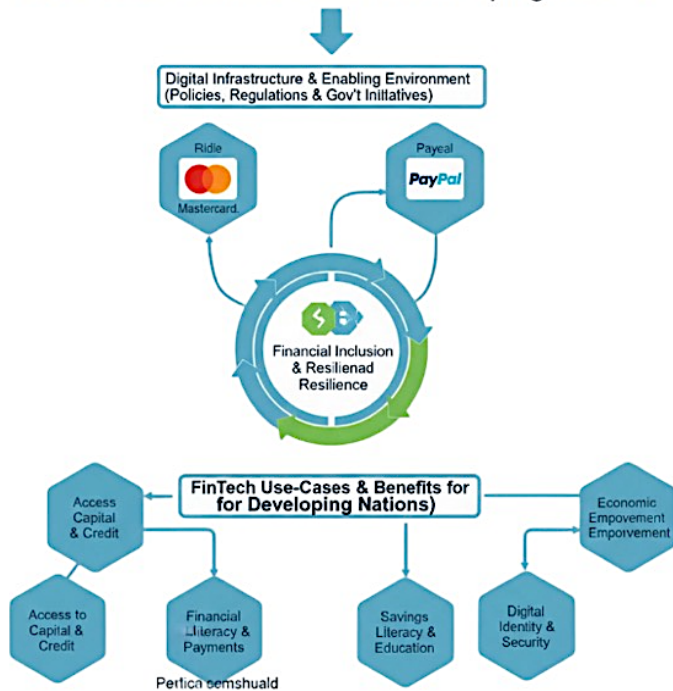 Digital Infrastructure & Enabling Environment
(Policies, Regulations & Gov't Initiatives)
Ridle
Mastercard.
Payeal
PayPal
Financial Inclusion
& Resilienad
Resilience
FinTech Use-Cases & Benefits for
for Developing Nations)
Access
Capital
& Credit
Economic
Empovement
Emporvement
Access to
Capital &
Credit
Financial
Lliteracy &
Payments
Savings
Literacy &
Education
Digital
Identity &
Security
Pertica oemshuald